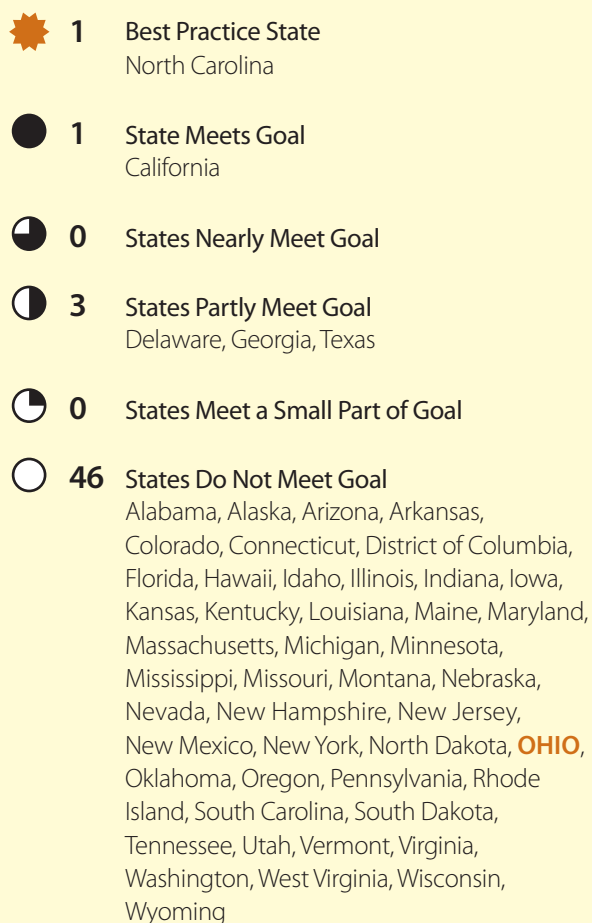 1 Best Practice State
North Carolina
1 State Meets Goal
California
0 States Nearly Meet Goal
3 States Partly Meet Goal
Delaware, Georgia, Texas
0 States Meet a Small Part of Goal
46 States Do Not Meet Goal
Alabama, Alaska, Arizona, Arkansas,
Colorado, Connecticut, District of Columbia,
Florida, Hawaii, Idaho, Illinois, Indiana, Iowa,
Kansas, Kentucky, Louisiana, Maine, Maryland,
Massachusetts, Michigan, Minnesota,
Mississippi, Missouri, Montana, Nebraska,
Nevada, New Hampshire, New Jersey,
New Mexico, New York, North Dakota, OHIO,
Oklahoma, Oregon, Pennsylvania, Rhode
Island, South Carolina, South Dakota,
Tennessee, Utah, Vermont, Virginia,
Washington, West Virginia, Wisconsin,
Wyoming